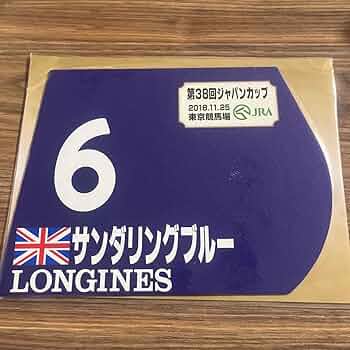 第38回ジャパンカップ
2018.11.25
東京競馬場 JRA
6
サンダリングブルー
LONGINES